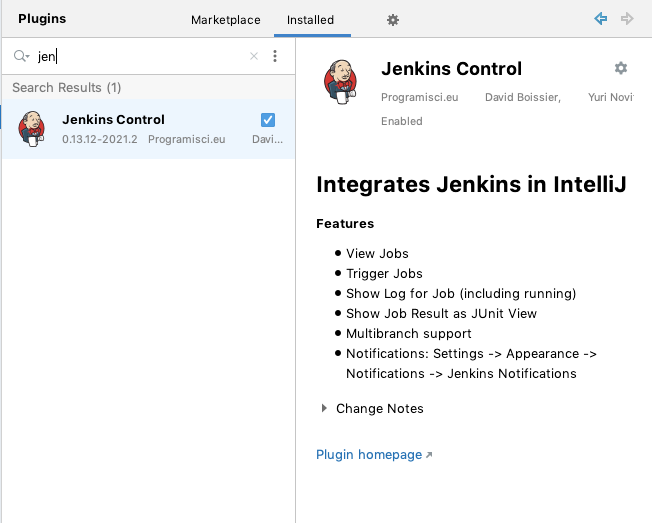 Plugins
Marketplace
Installed
jen
Search Results (1)
Jenkins Control
0.13.12-2021.2 Programisci.eu Davi...
Jenkins Control
Programisci.eu David Boissier,
Yuri
Enabled
Integrates Jenkins in IntelliJ
Features
View Jobs
Trigger Jobs
Show Log for Job (including running)
Show Job Result as JUnit View
Multibranch support
Notifications: Settings -> Appearance ->
Notifications -> Jenkins Notifications
Change Notes
Plugin homepage